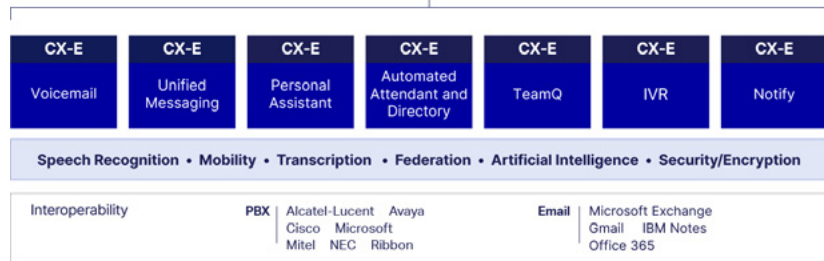 CX-E CX-E CX-E CX-E CX-E CX-E CX-E
Voicemail
Unified
Messaging
Personal
Assistant
Automated
Attendant and
Directory
TeamQ
IVR
Notify
Speech Recognition • Mobility • Transcription • Federation • Artificial Intelligence • Security/Encryption
Interoperability
PBX
Alcatel-Lucent Avaya
Cisco Microsoft
Mitel NEC Ribbon
Email
Microsoft Exchange
Gmail IBM Notes
Office 365